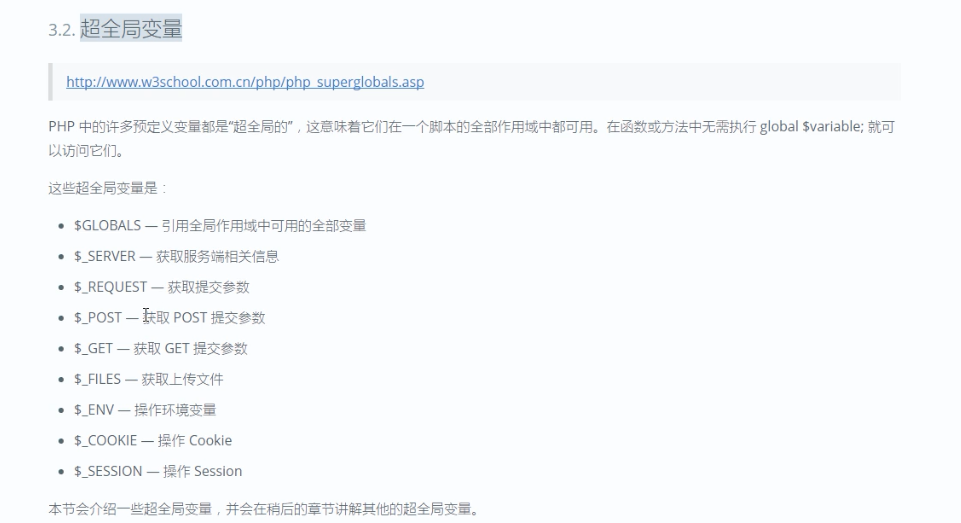 3.2. 超全局变量
http://www.w3school.com.cn/php/php_superglobals.asp
PHP 中的许多预定义变量都是“超全局的”，这意味着它们在一个脚本的全部作用域中都可用。在函数或方法中无需执行 global $variable; 就可
以访问它们。
这些超全局变量是：
• $GLOBALS — 引用全局作用域中可用的全部变量
• $_SERVER — 获取服务端相关信息
• $_REQUEST — 获取提交参数
• $_POST — 获取 POST 提交参数
• $_GET — 获取 GET 提交参数
• $_FILES — 获取上传文件
• $_ENV — 操作环境变量
• $_COOKIE — 操作 Cookie
• $_SESSION — 操作 Session
本节会介绍一些超全局变量，并会在稍后的章节讲解其他的超全局变量。